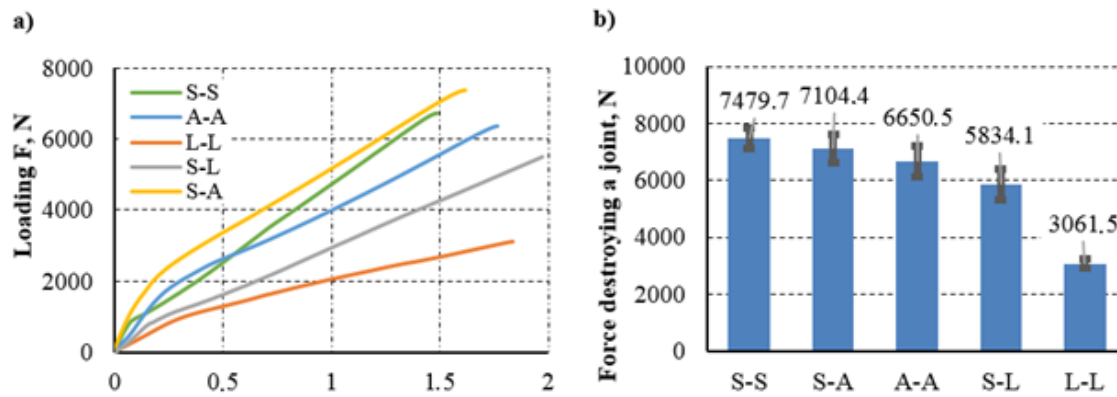 a)
Loading F, N
8000
6000
4000
2000
0
S-S
A-A
L-L
S-L
S-A
0 0.5 1 1.5 2
b)
Force destroying a joint, N
10000
8000
6000
4000
2000
0
7479.7
7104.4
6650.5
5834.1
3061.5
S-S S-A A-A S-L L-L